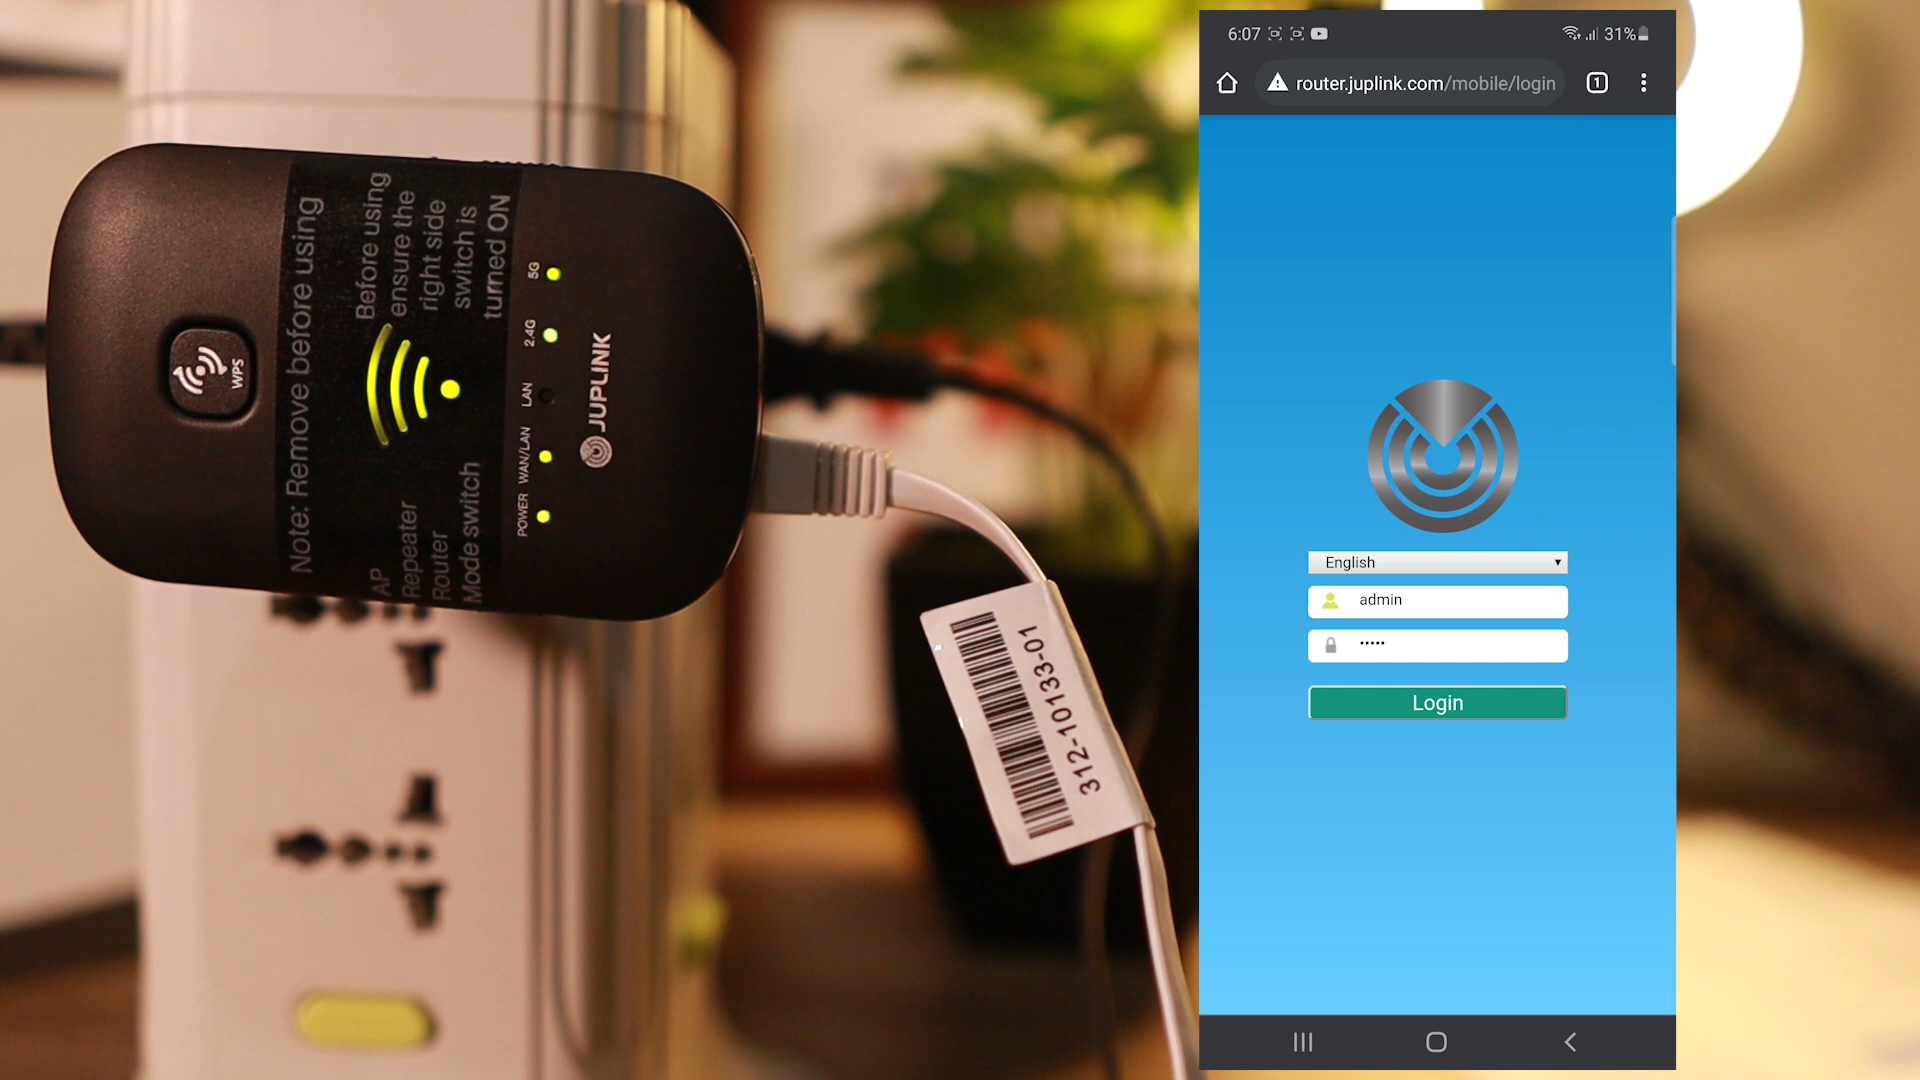 Note: Remove before using
Before using
ensure the
right side
switch is
turned ON
AP
Repeater
Router
Mode switch
WPS
5G
2.4G
LAN
WAN/LAN
POWER
JUPLINK
312-10133-01
6:07
31%
router.juplink.com/mobile/login
1
English
admin
•••••
Login